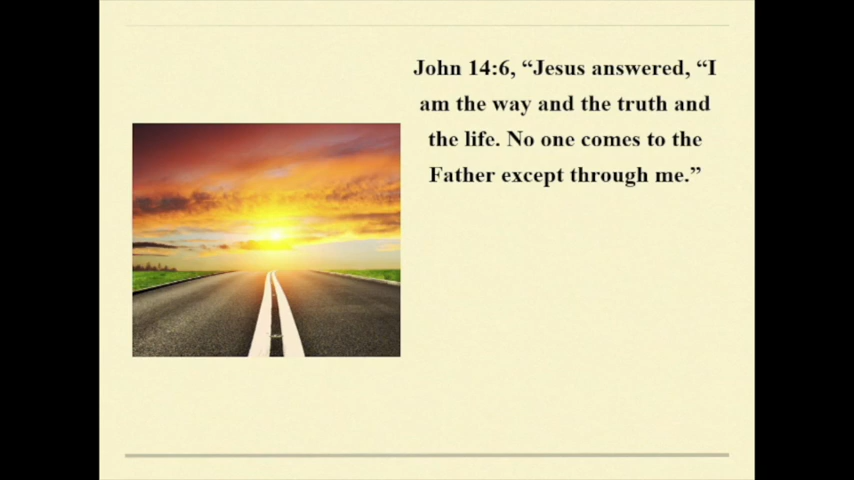 John 14:6, “Jesus answered, “I
am the way and the truth and
the life. No one comes to the
Father except through me.”